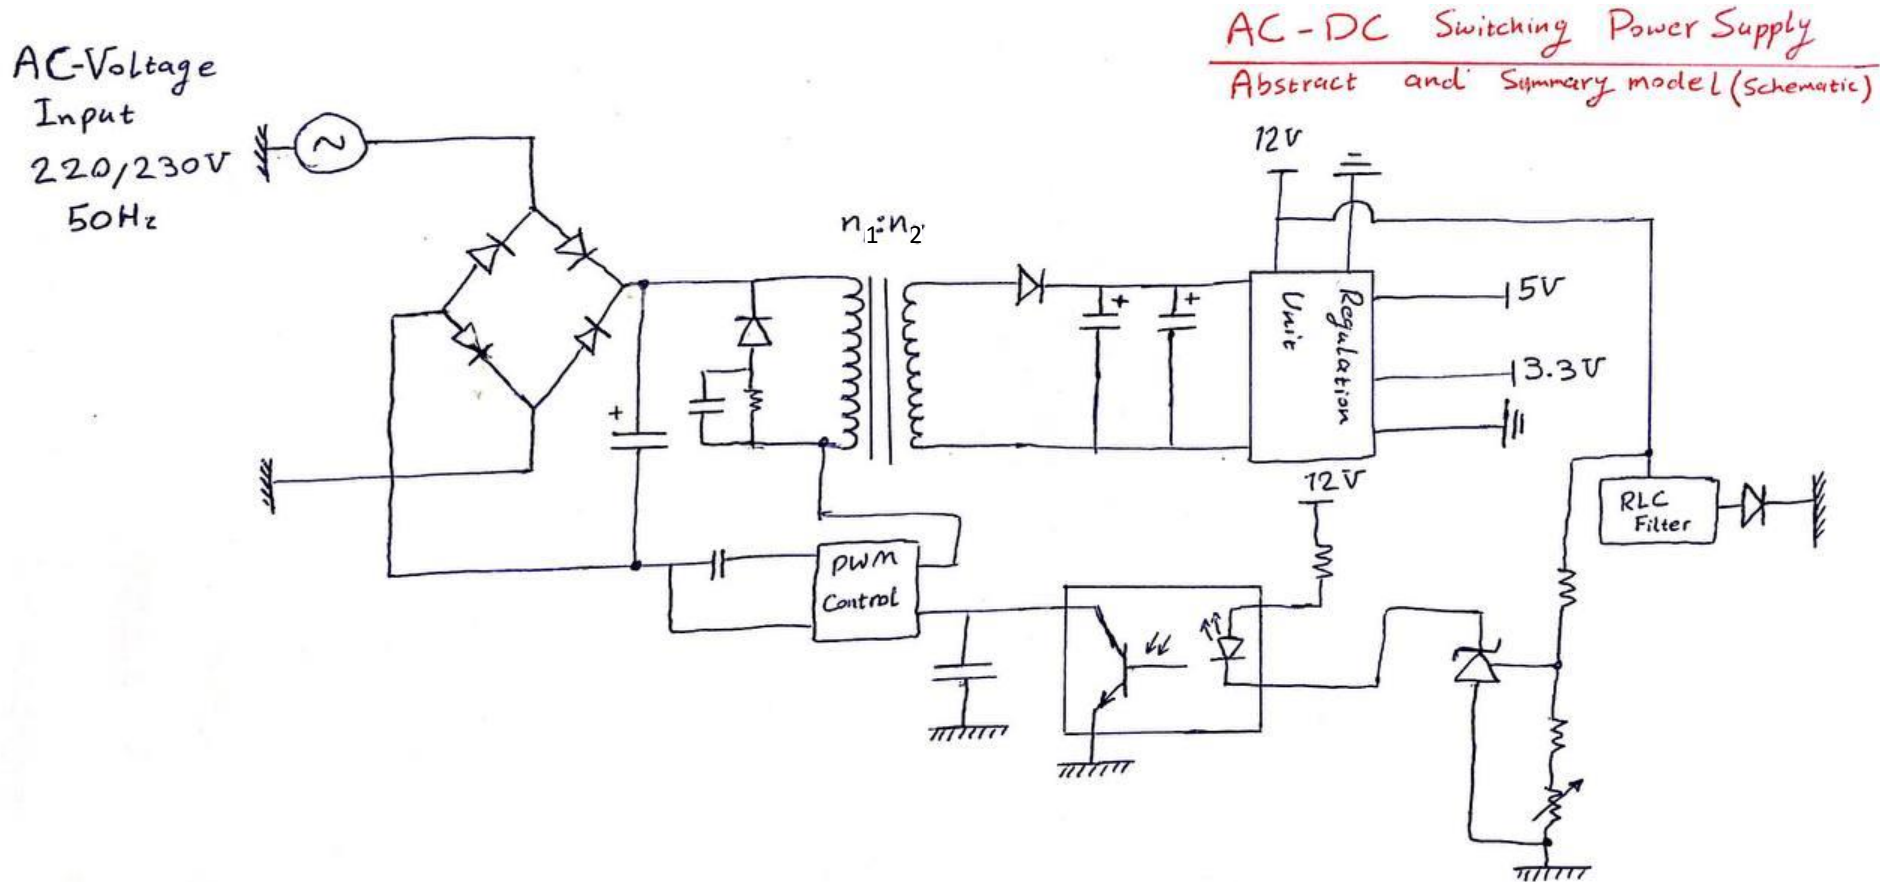 AC-DC Switching Power Supply
Abstract and Summary model (Schematic)
AC-Voltage
Input
220/230V
50Hz
12V
n1:n2
+
+
+
Regulation
Unit
5V
3.3V
12V
RLC
Filter
PWM
Control